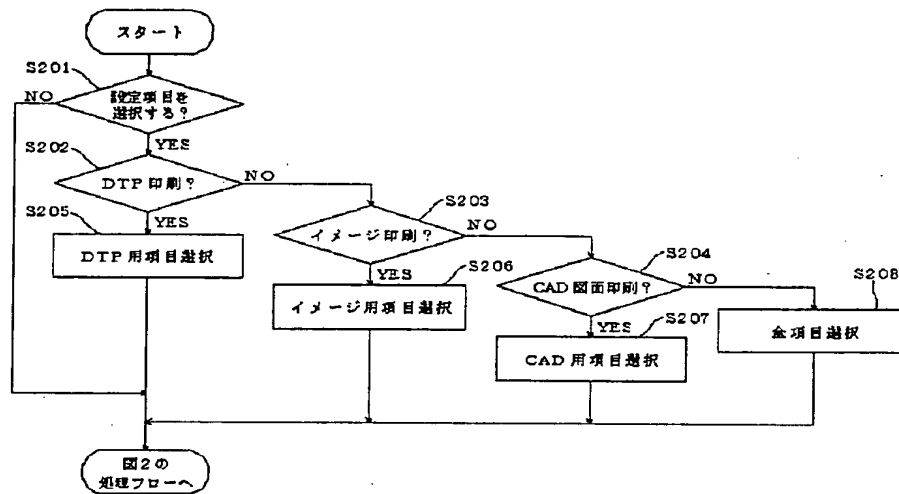 スタート
S201
NO
設定項目を
選択する?
YES
S202
DTP印刷?
NO
YES
S203
イメージ印刷?
NO
S205
DTP用項目選択
YES
S204
CAD図面印刷?
NO
S206
イメージ用項目選択
YES
S208
全項目選択
S207
CAD用項目選択
図2の
処理フローへ